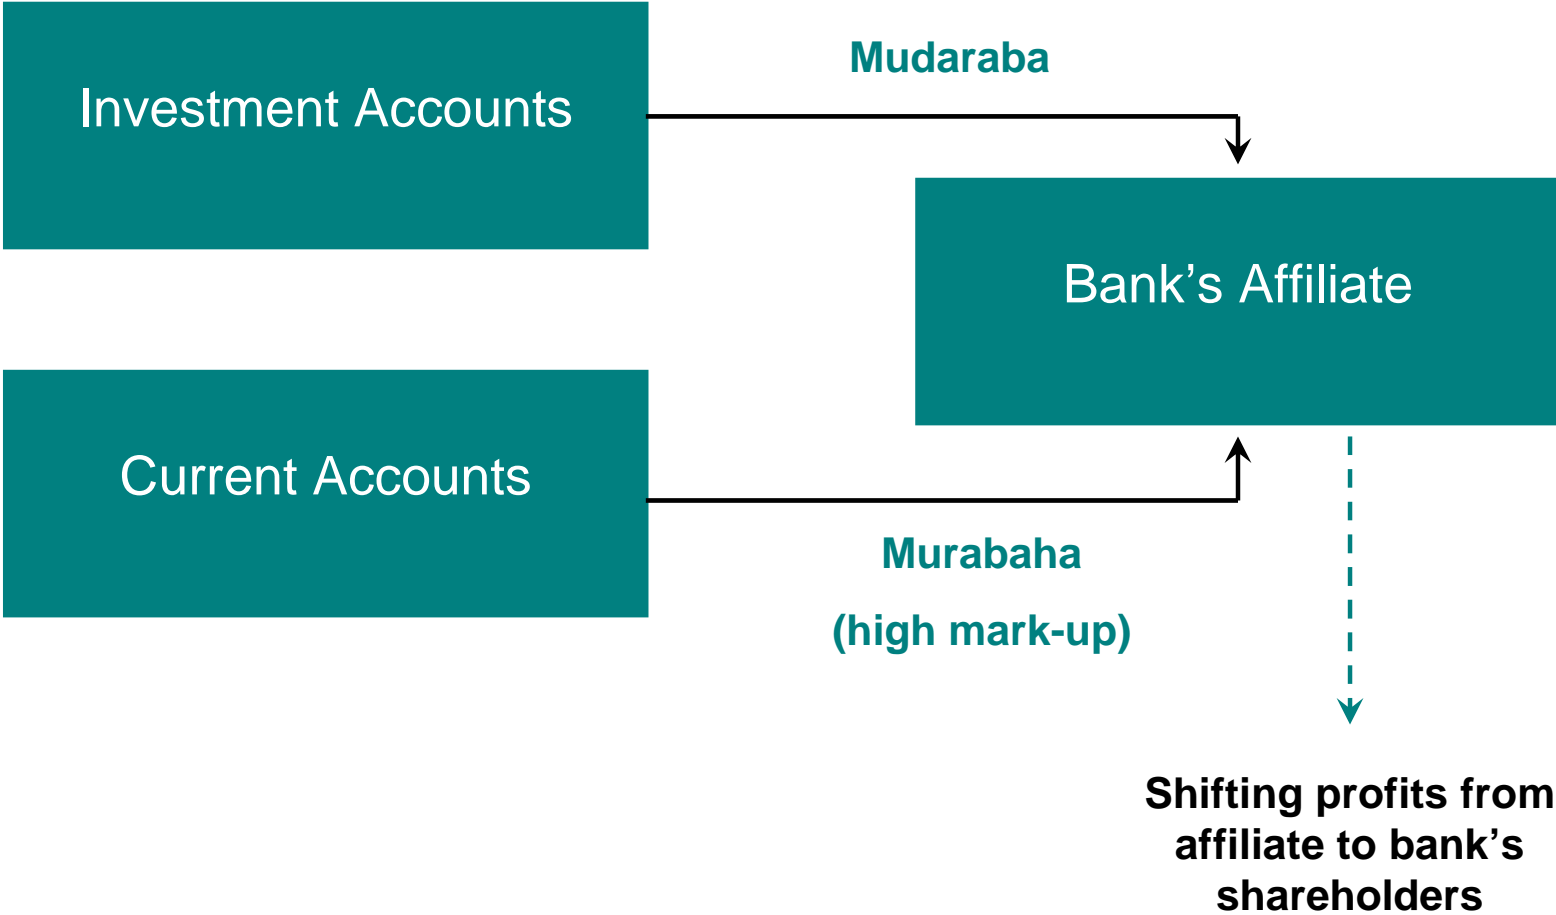 Mudaraba
Investment Accounts
Bank’s Affiliate
Current Accounts
Murabaha
(high mark-up)
Shifting profits from
affiliate to bank’s
shareholders